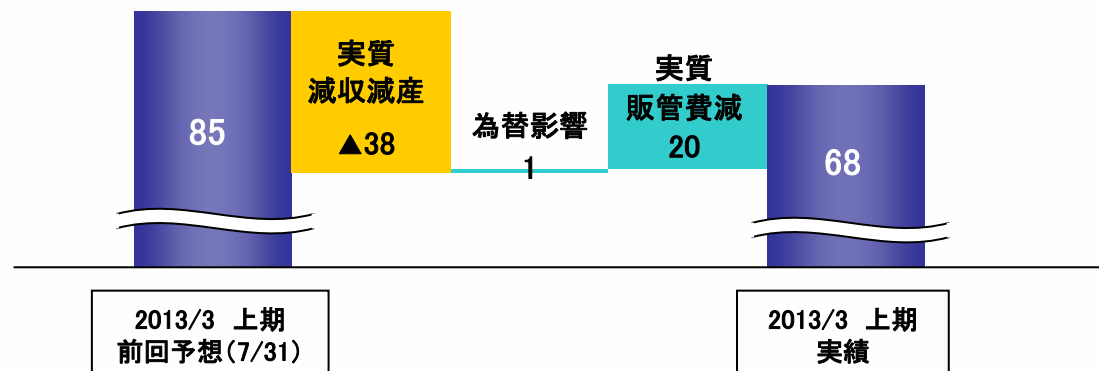 85
実質
減収減産
▲38
為替影響
1
実質
販管費減
20
68
2013/3 上期
前回予想(7/31)
2013/3 上期
実績